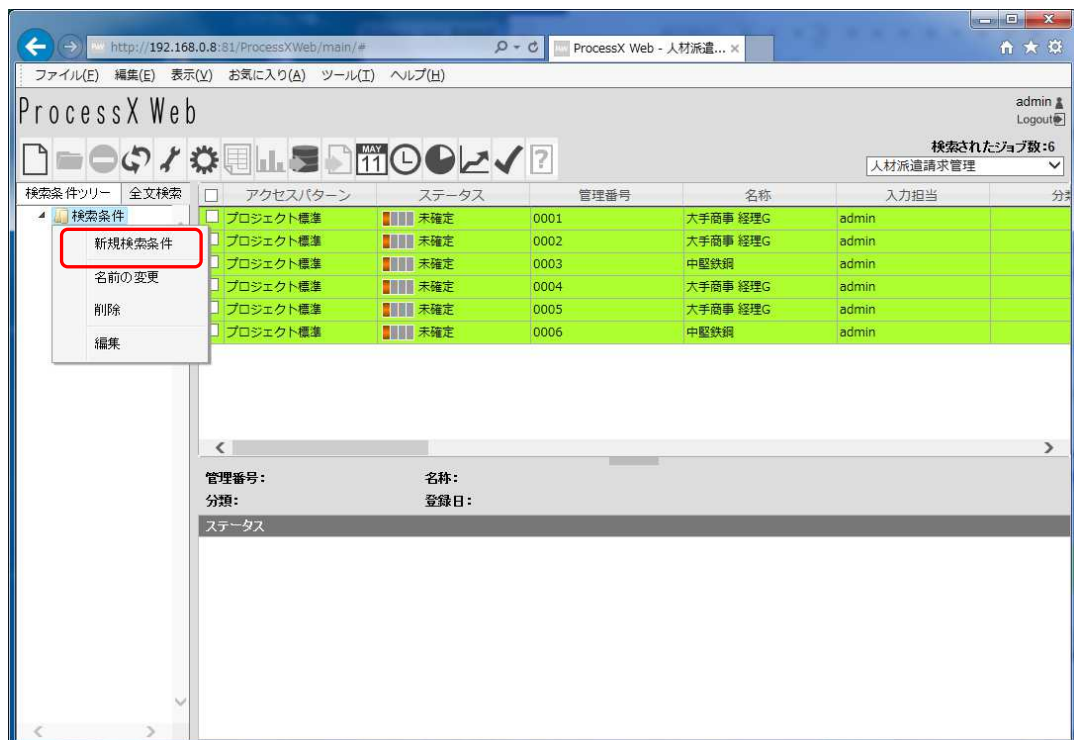 http://192.168.0.8:81/ProcessXWeb/main/#
ProcessX Web - 人材派遣... ×
ファイル(F) 編集(E) 表示(V) お気に入り(A) ツール(T) ヘルプ(H)
ProcessX Web
admin
Logout
MAY
11
?
検索されたジョブ数:6
人材派遣請求管理
検索条件ツリー 全文検索
アクセスパターン ステータス 管理番号 名称 入力担当
検索条件
新規検索条件
名前の変更
削除
編集
プロジェクト標準 未確定 0001 大手商事 経理G admin
プロジェクト標準 未確定 0002 大手商事 経理G admin
プロジェクト標準 未確定 0003 中堅鉄鋼 admin
プロジェクト標準 未確定 0004 大手商事 経理G admin
プロジェクト標準 未確定 0005 大手商事 経理G admin
プロジェクト標準 未確定 0006 中堅鉄鋼 admin
管理番号: 名称:
分類: 登録日:
ステータス